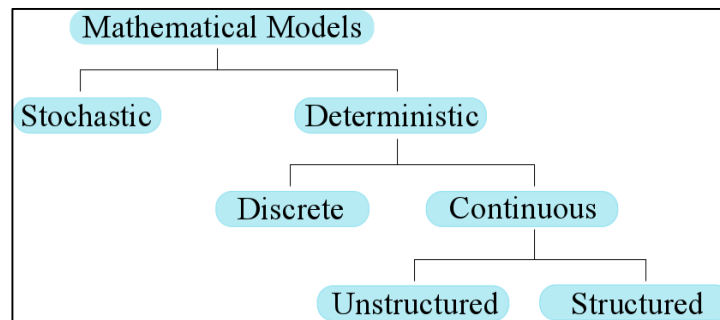 Mathematical Models
Stochastic
Deterministic
Discrete
Continuous
Unstructured
Structured